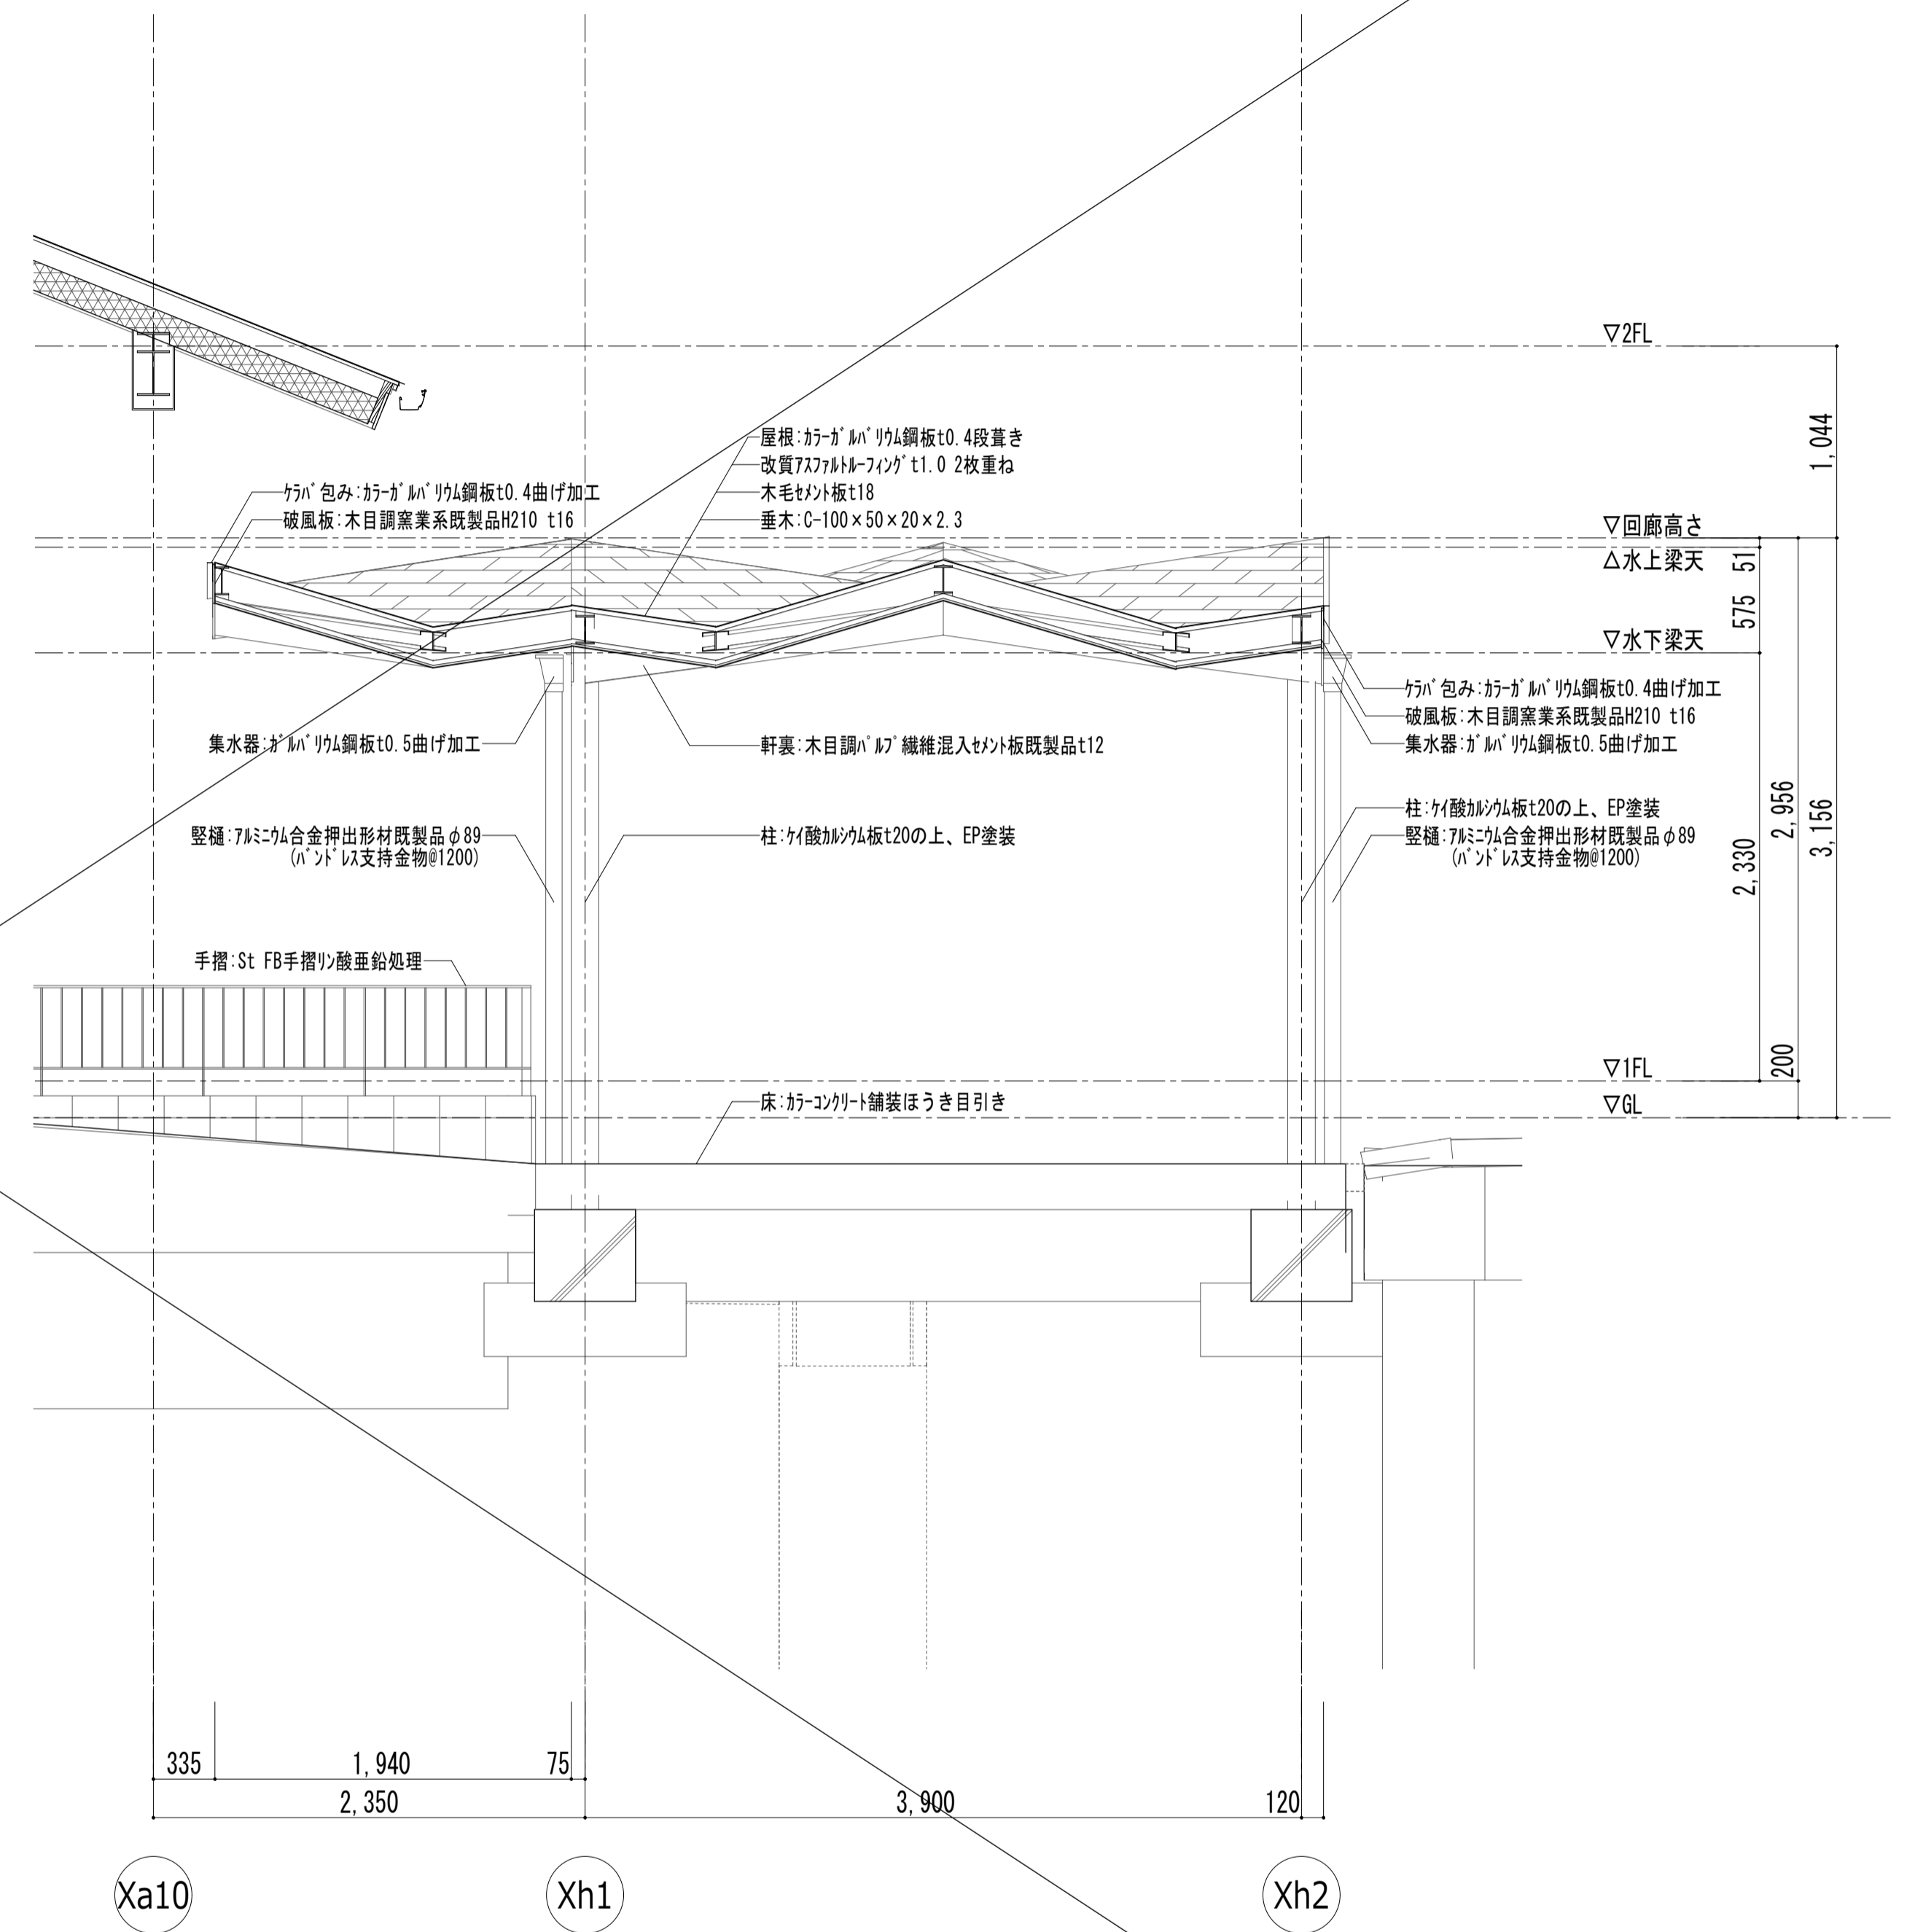 ▽2FL
1,044
屋根:ｶﾗｰｶﾞﾙﾊﾞﾘｳﾑ鋼板t0.4段葺き
改質ｱｽﾌｧﾙﾄﾙｰﾌｨﾝｸﾞt1.0 2枚重ね
木毛ｾﾒﾝﾄ板t18
垂木:C-100×50×20×2.3
ｹﾗﾊﾞ包み:ｶﾗｰｶﾞﾙﾊﾞﾘｳﾑ鋼板t0.4曲げ加工
破風板:木目調窯業系既製品H210 t16
▽回廊高さ
△水上梁天
51
575
▽水下梁天
ｹﾗﾊﾞ包み:ｶﾗｰｶﾞﾙﾊﾞﾘｳﾑ鋼板t0.4曲げ加工
破風板:木目調窯業系既製品H210 t16
集水器:ｶﾞﾙﾊﾞﾘｳﾑ鋼板t0.5曲げ加工
集水器:ｶﾞﾙﾊﾞﾘｳﾑ鋼板t0.5曲げ加工
軒裏:木目調ﾊﾟﾙﾌﾟ繊維混入ｾﾒﾝﾄ板既製品t12
竪樋:ｱﾙﾐﾆｳﾑ合金押出形材既製品φ89
(ﾊﾞﾝﾄﾞﾚｽ支持金物@1200)
柱:ｹｲ酸ｶﾙｼｳﾑ板t20の上、EP塗装
柱:ｹｲ酸ｶﾙｼｳﾑ板t20の上、EP塗装
竪樋:ｱﾙﾐﾆｳﾑ合金押出形材既製品φ89
(ﾊﾞﾝﾄﾞﾚｽ支持金物@1200)
2,330
2,956
3,156
手摺:St FB手摺ﾘﾝ酸亜鉛処理
▽1FL
200
▽GL
床:ｶﾗｰｺﾝｸﾘｰﾄ舗装ほうき目引き
335
1,940
75
2,350
3,900
120
Xa10
Xh1
Xh2